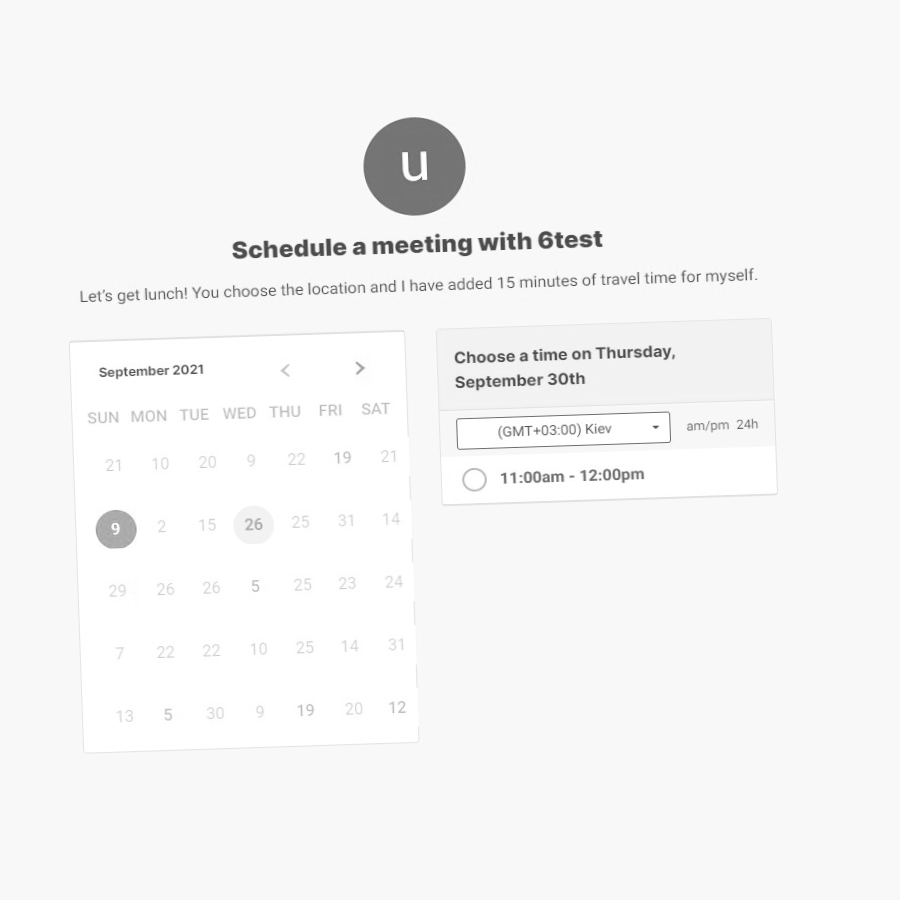 u
Schedule a meeting with 6test
Let's get lunch! You choose the location and I have added 15 minutes of travel time for myself.
September 2021
SUN MON TUE WED THU FRI SAT
21 10 20 9 22 19 21
9 2 15 26 25 31 14
29 26 26 5 25 23 24
7 22 22 10 25 14 31
13 5 30 9 19 20 12
Choose a time on Thursday,
September 30th
(GMT+03:00) Kiev am/pm 24h
11:00am - 12:00pm